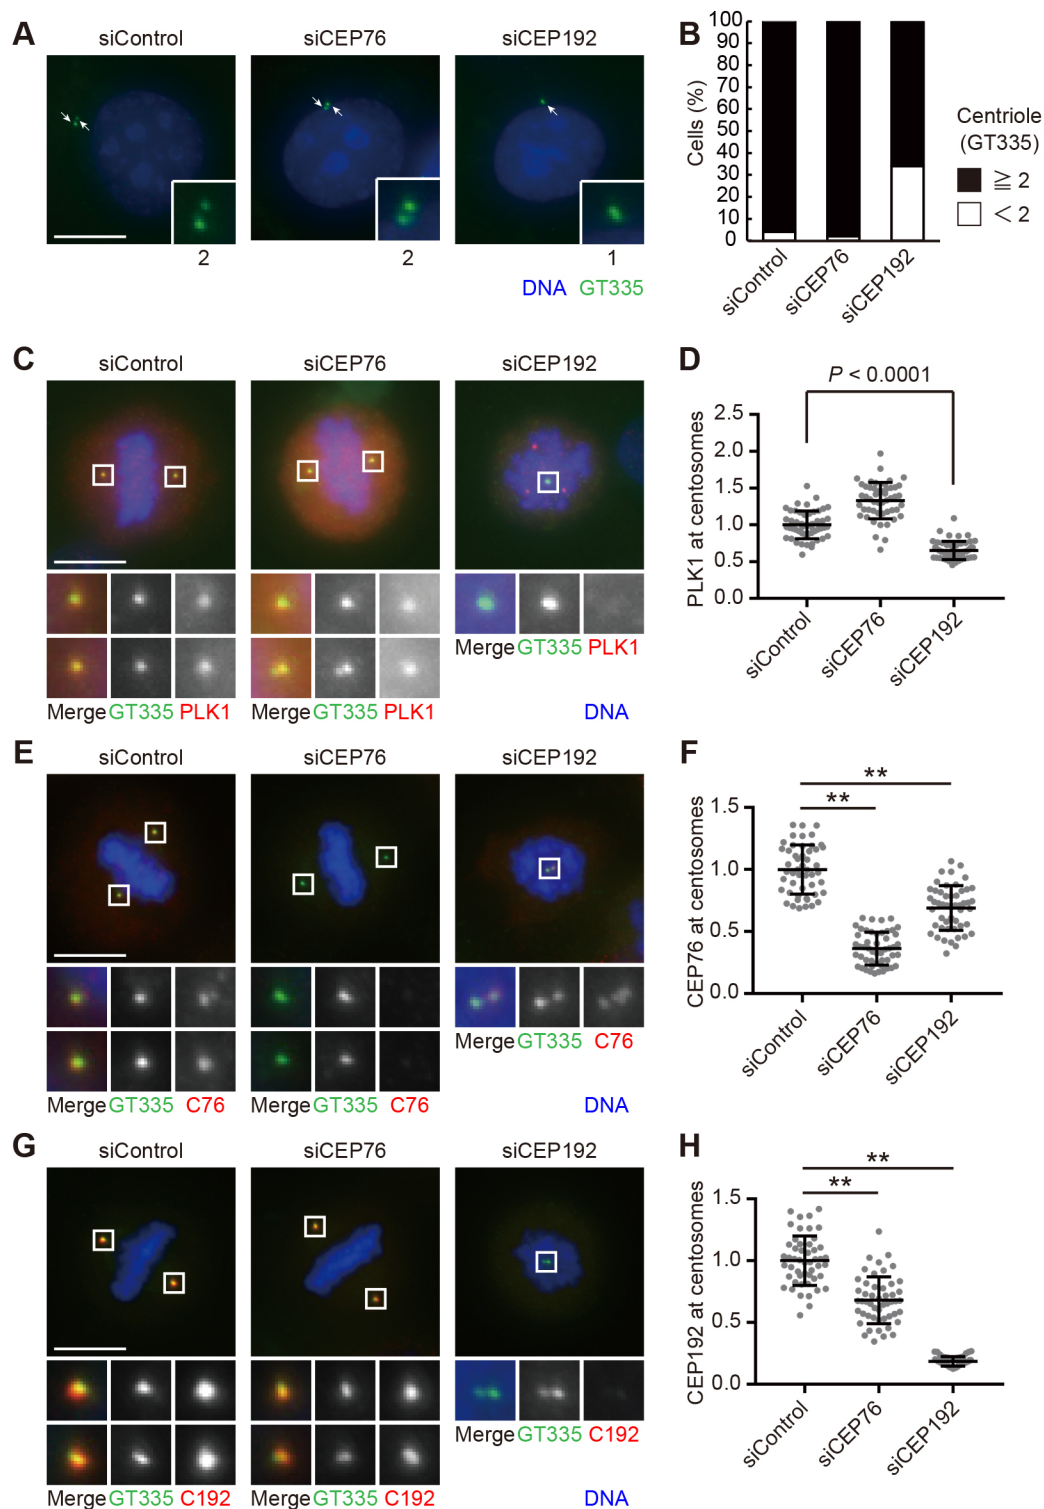 A
siControl siCEP76 siCEP192
2 2 1
DNA GT335
B
Cells (%)
100
90
80
70
60
50
40
30
20
10
0
siControl siCEP76 siCEP192
Centriole
(GT335)
≧ 2
< 2
C
siControl siCEP76 siCEP192
Merge GT335 PLK1
Merge GT335 PLK1 Merge GT335 PLK1 DNA
D
P < 0.0001
PLK1 at centosomes
2.5
2.0
1.5
1.0
0.5
0.0
siControl siCEP76 siCEP192
E
siControl siCEP76 siCEP192
Merge GT335 C76
Merge GT335 C76 Merge GT335 C76 DNA
F
**
**
CEP76 at centosomes
1.5
1.0
0.5
0.0
siControl siCEP76 siCEP192
G
siControl siCEP76 siCEP192
Merge GT335 C192
Merge GT335 C192 Merge GT335 C192 DNA
H
**
**
CEP192 at centosomes
1.5
1.0
0.5
0.0
siControl siCEP76 siCEP192